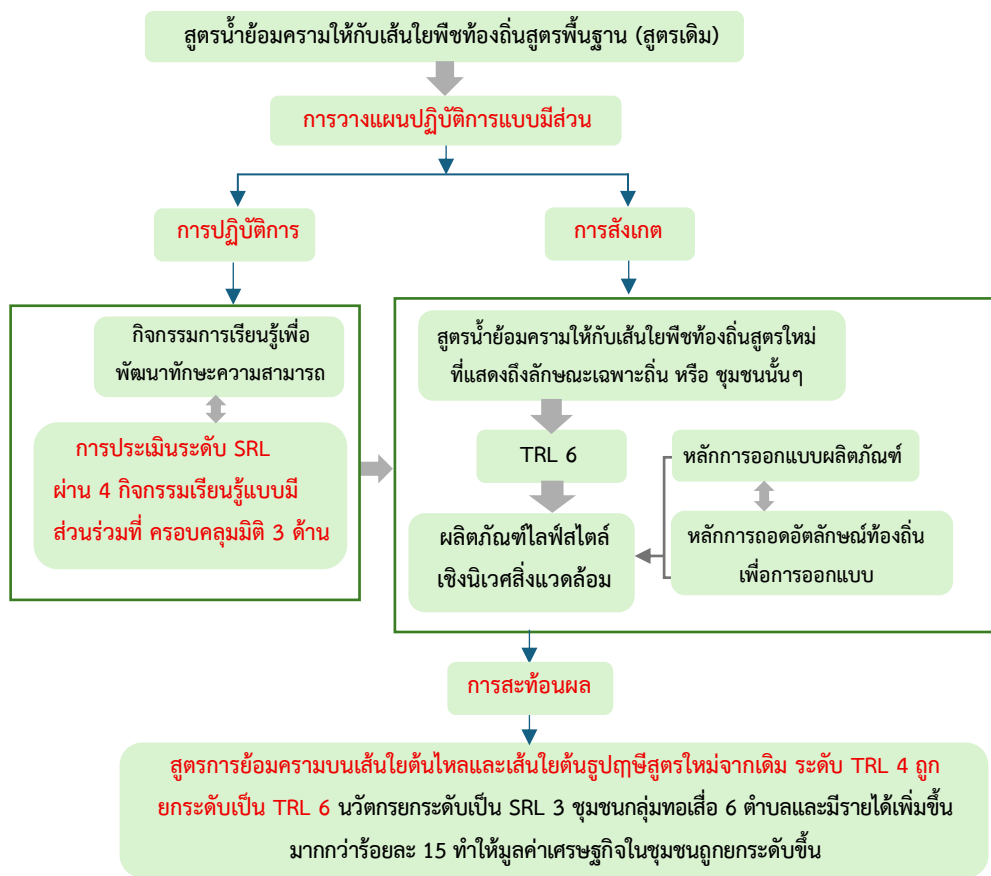 สูตรน้ำย้อมครามให้กับเส้นใยพืชท้องถิ่นสูตรพื้นฐาน (สูตรเดิม)
การวางแผนปฏิบัติการแบบมีส่วน
การปฏิบัติการ
การสังเกต
กิจกรรมการเรียนรู้เพื่อ
พัฒนาทักษะความสามารถ
การประเมินระดับ SRL
ผ่าน 4 กิจกรรมเรียนรู้แบบมี
ส่วนร่วมที่ ครอบคลุมมิติ 3 ด้าน
สูตรน้ำย้อมครามให้กับเส้นใยพืชท้องถิ่นสูตรใหม่
ที่แสดงถึงลักษณะเฉพาะถิ่น หรือ ชุมชนนั้นๆ
TRL 6
ผลิตภัณฑ์ไลฟ์สไตล์
เชิงนิเวศสิ่งแวดล้อม
หลักการออกแบบผลิตภัณฑ์
หลักการถอดอัตลักษณ์ท้องถิ่น
เพื่อการออกแบบ
การสะท้อนผล
สูตรการย้อมครามบนเส้นใยต้นไหลและเส้นใยต้นธูปฤษีสูตรใหม่จากเดิม ระดับ TRL 4 ถูก
ยกระดับเป็น TRL 6 นวัตกรยกระดับเป็น SRL 3 ชุมชนกลุ่มทอเสื่อ 6 ตำบลและมีรายได้เพิ่มขึ้น
มากกว่าร้อยละ 15 ทำให้มูลค่าเศรษฐกิจในชุมชนถูกยกระดับขึ้น